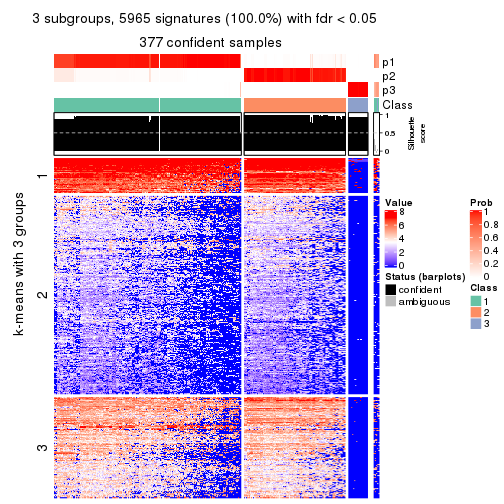 3 subgroups, 5965 signatures (100.0%) with fdr < 0.05
377 confident samples
p1
p2
p3
Class
1
0.5
0
Silhouette
score
k-means with 3 groups
1
2
3
Value
8
6
4
2
0
Status (barplots)
confident
ambiguous
Prob
1
0.8
0.6
0.4
0.2
0
Class
1
2
3